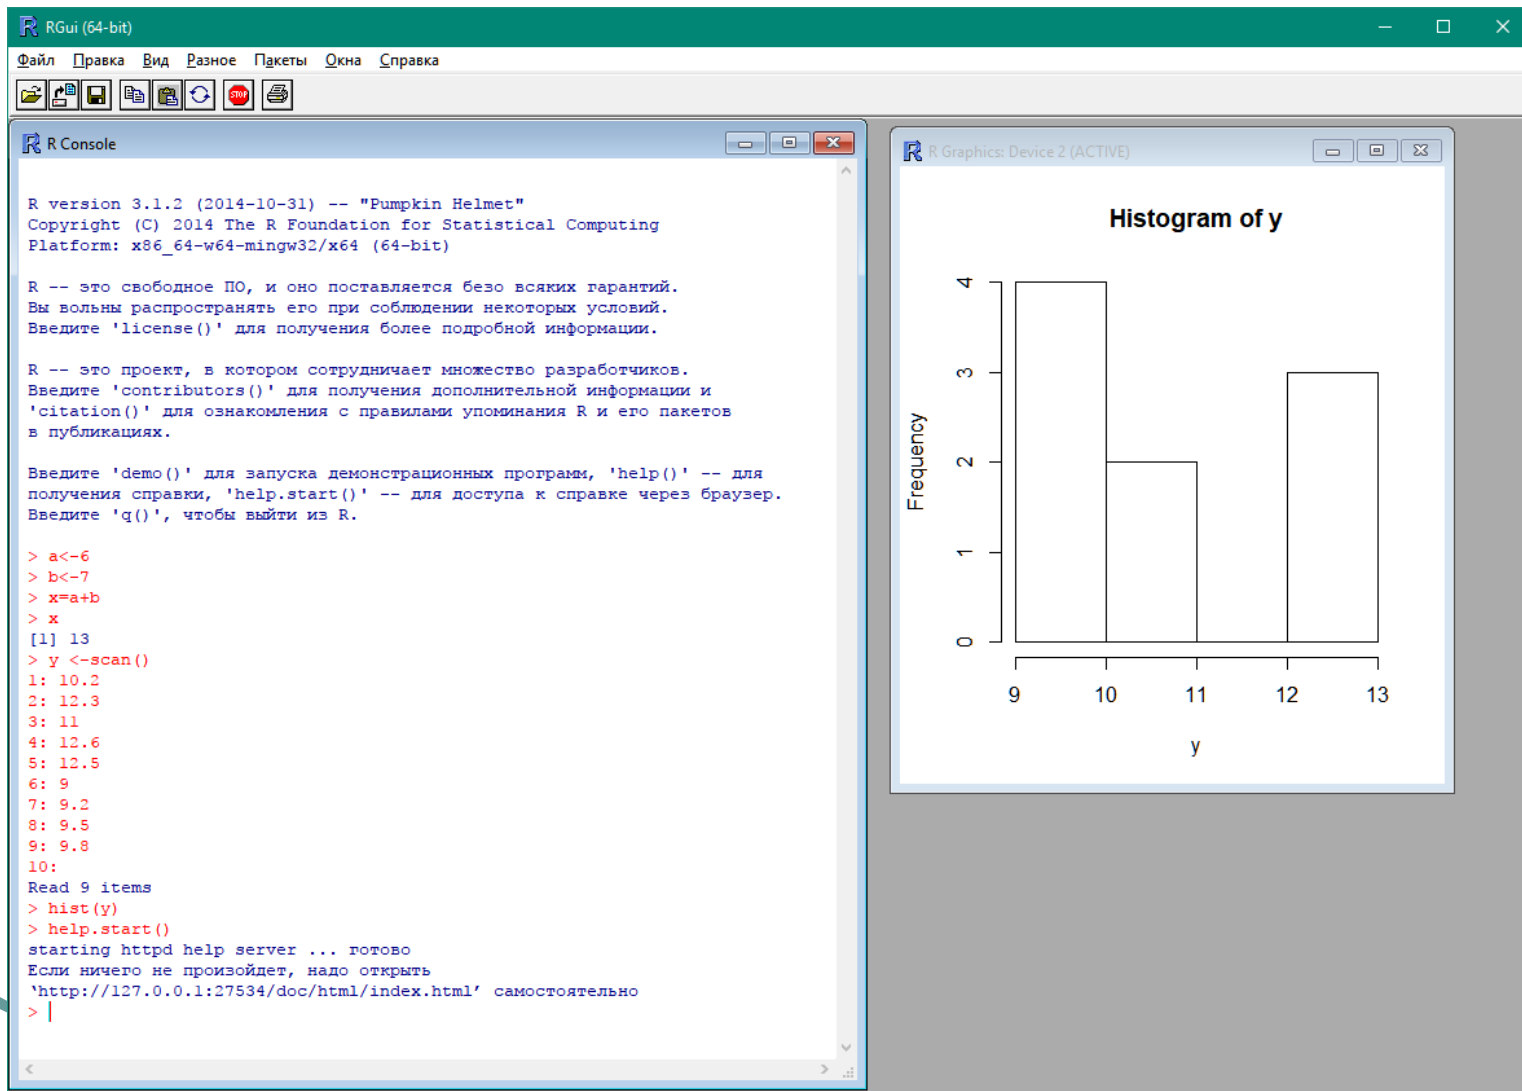 RGui (64-bit)
Файл Правка Вид Разное Пакеты Окна Справка
STOP
R Console
R version 3.1.2 (2014-10-31) -- "Pumpkin Helmet"
Copyright (C) 2014 The R Foundation for Statistical Computing
Platform: x86_64-w64-mingw32/x64 (64-bit)
R -- это свободное ПО, и оно поставляется безо всяких гарантий.
Вы вольны распространять его при соблюдении некоторых условий.
Введите 'license()' для получения более подробной информации.
R -- это проект, в котором сотрудничает множество разработчиков.
Введите 'contributors()' для получения дополнительной информации и
'citation()' для ознакомления с правилами упоминания R и его пакетов
в публикациях.
Введите 'demo()' для запуска демонстрационных программ, 'help()' -- для
получения справки, 'help.start()' -- для доступа к справке через браузер.
Введите 'q()', чтобы выйти из R.
> a<-6
> b<-7
> x=a+b
> x
[1] 13
> y <-scan()
1: 10.2
2: 12.3
3: 11
4: 12.6
5: 12.5
6: 9
7: 9.2
8: 9.5
9: 9.8
10:
Read 9 items
> hist(y)
> help.start()
starting httpd help server ... готово
Если ничего не произойдет, надо открыть
‘http://127.0.0.1:27534/doc/html/index.html’ самостоятельно
>
R Graphics: Device 2 (ACTIVE)
Histogram of y
Frequency
4
3
2
1
0
9 10 11 12 13
y